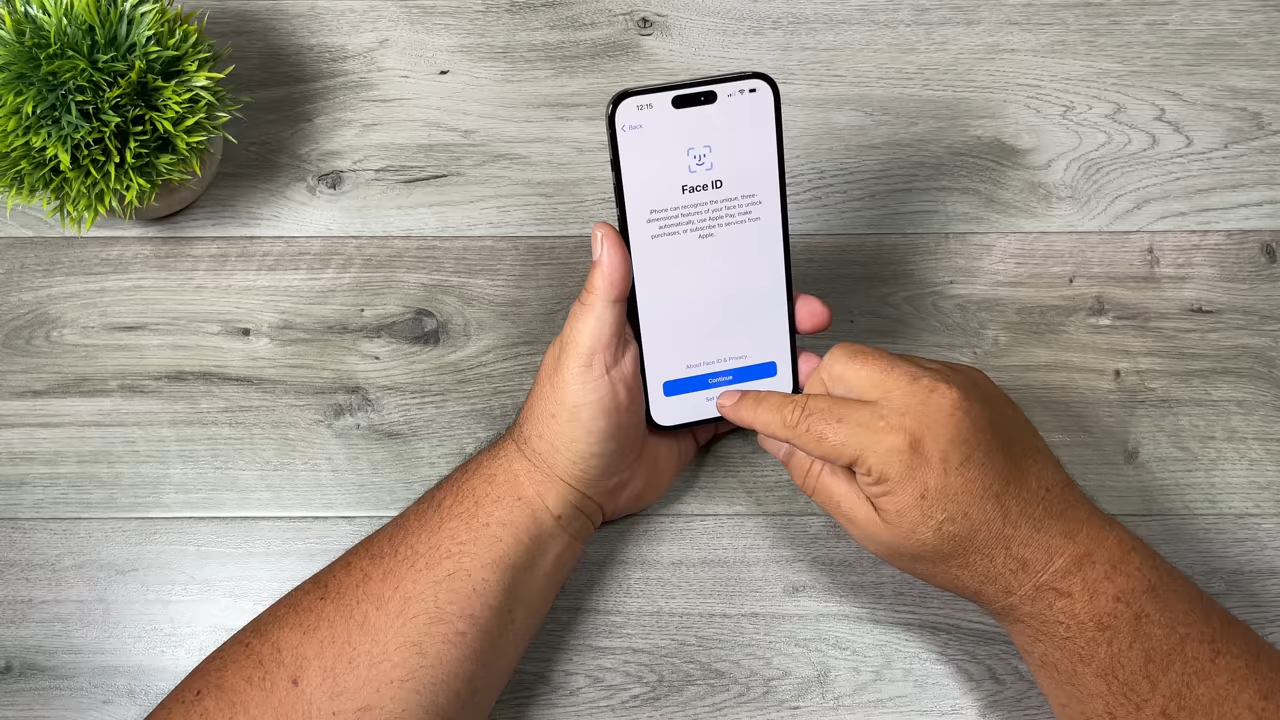 12:15
Back
Face ID
iPhone can recognize the unique, three-
dimensional features of your face to unlock
automatically, use Apple Pay, make
purchases, or subscribe to services from
Apple.
About Face ID & Privacy...
Continue
Set